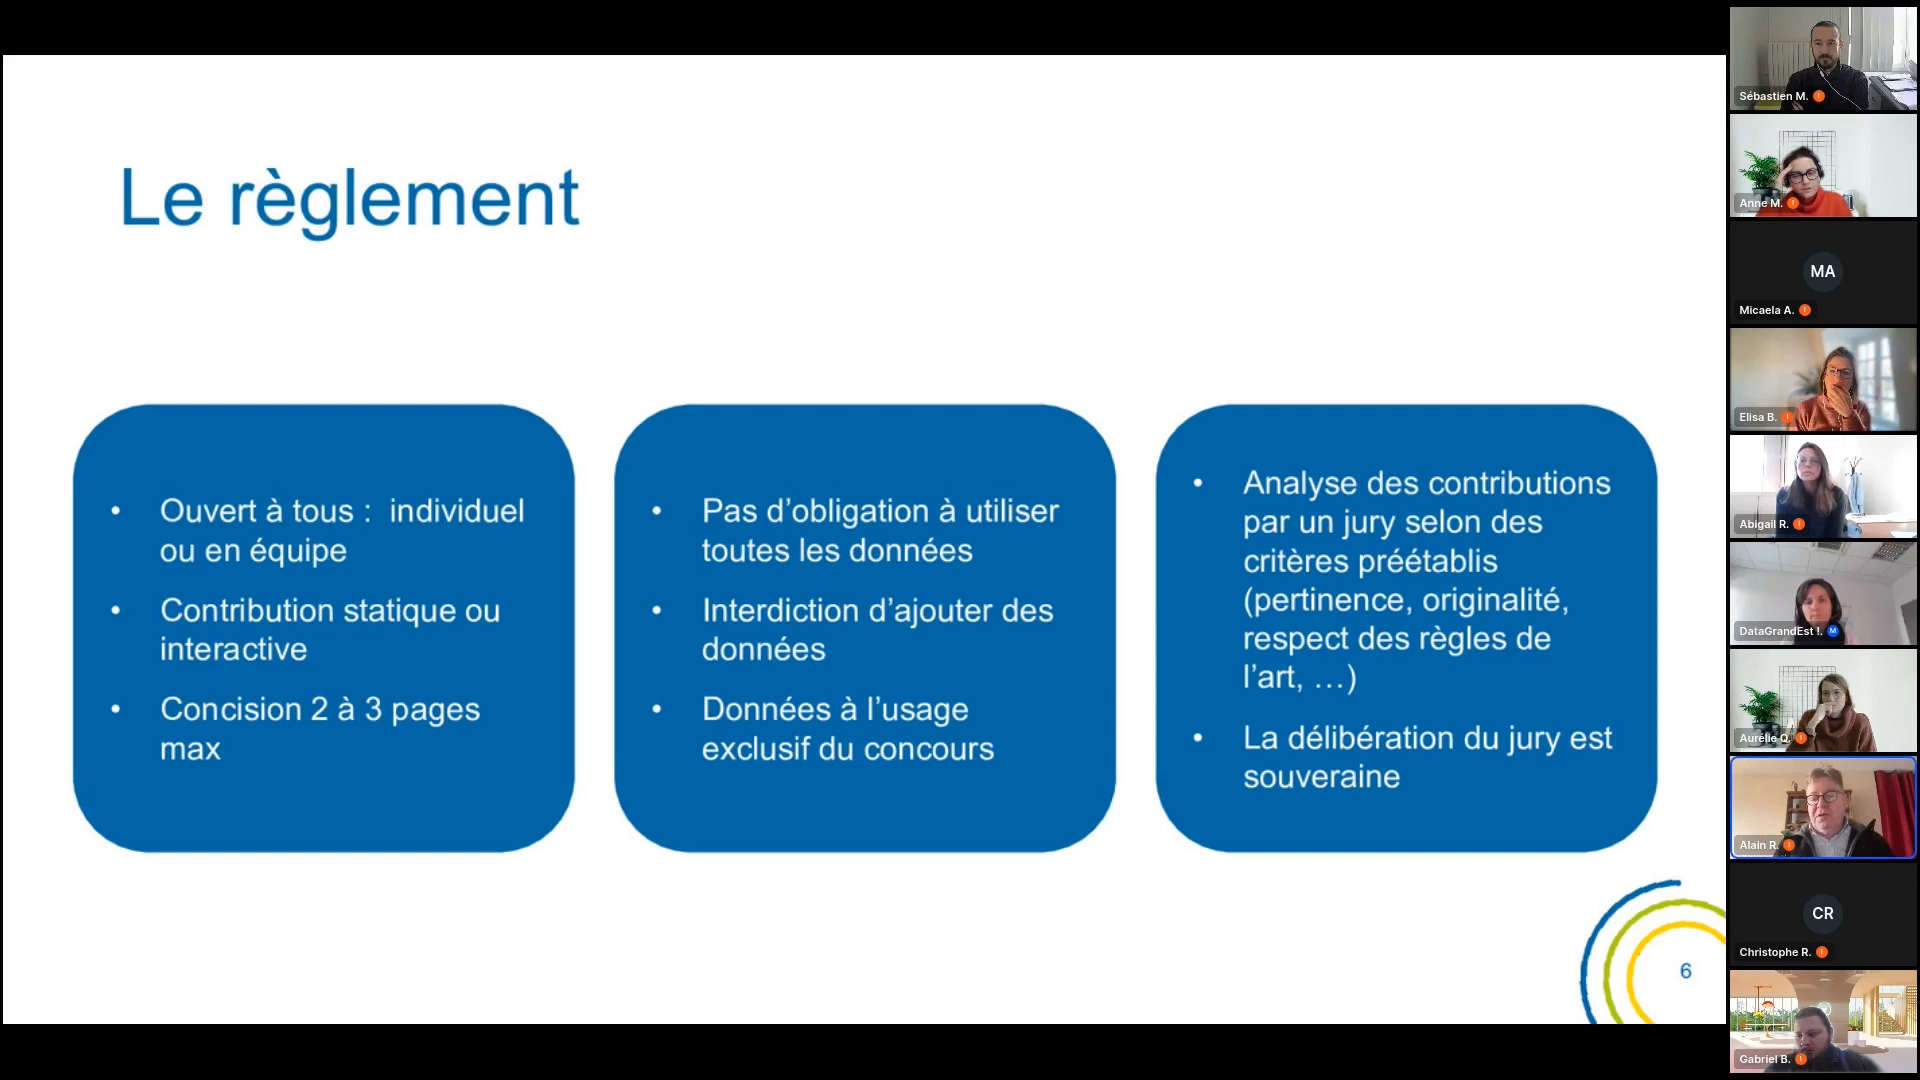 Le règlement
• Ouvert à tous : individuel
ou en équipe
• Contribution statique ou
interactive
• Concision 2 à 3 pages
max
• Pas d’obligation à utiliser
toutes les données
• Interdiction d’ajouter des
données
• Données à l’usage
exclusif du concours
• Analyse des contributions
par un jury selon des
critères préétablis
(pertinence, originalité,
respect des règles de
l’art, …)
• La délibération du jury est
souveraine
6
Sébastien M. I
Anne M. I
MA
Micaela A. I
Elisa B. I
Abigail R. I
DataGrandEst !. M
Aurélie Q. I
Alain R. I
CR
Christophe R. I
Gabriel B. I